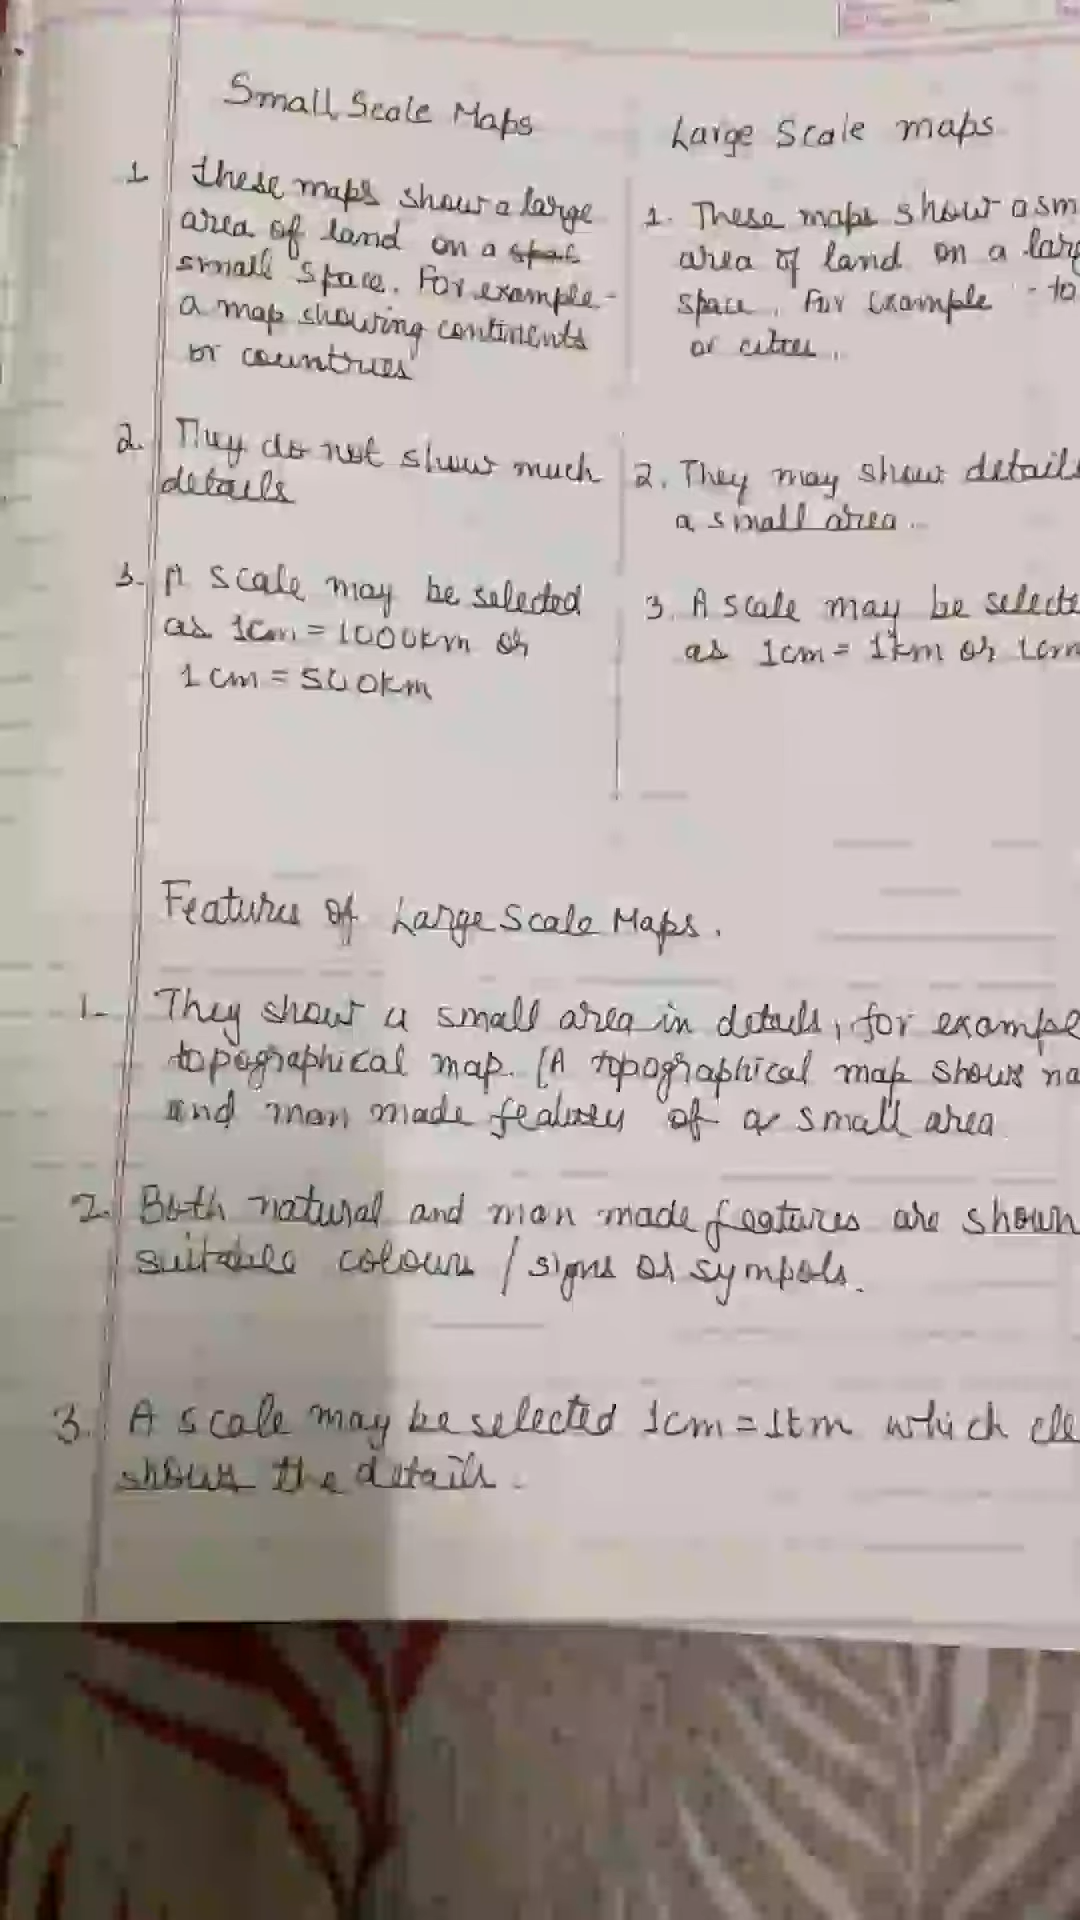 Small Scale Maps
1 these maps show a large
area of land on a
small space. For example -
a map showing continents
or countries
2. They do not show much
details
3. A scale may be selected
as 1cm = 1000km or
1 cm = 500km
Large Scale maps
1. These maps show a sm
area of land on a larg
space. For example - to
or cities.
2. They may show details
a small area.
3. A scale may be selecte
as 1cm = 1km or 1cm
Features of Large Scale Maps.
1- They show a small area in details, for example
topographical map. (A topographical map shows na
and man made features of a small area
2. Both natural and man made features are shown
suitable colours / signs or symbols.
3. A scale may be selected 1cm = 1km which cle
shows the details.